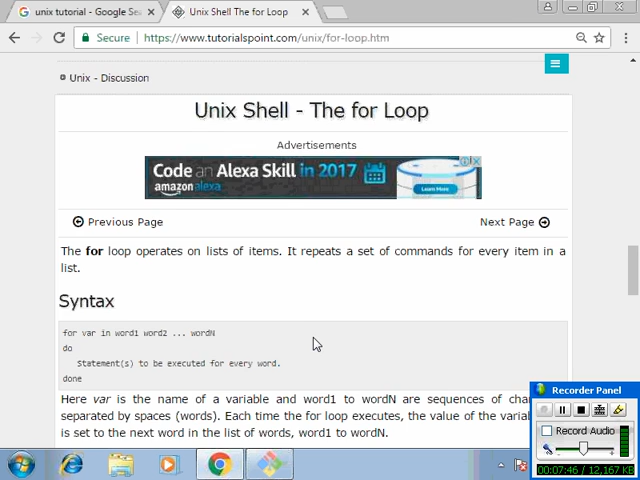 unix tutorial - Google Sea
Unix Shell The for Loop
Secure
https://www.tutorialspoint.com/unix/for-loop.htm
Unix - Discussion
Unix Shell - The for Loop
Advertisements
Code an Alexa Skill in 2017
amazon alexa
Learn More
Previous Page
Next Page
The for loop operates on lists of items. It repeats a set of commands for every item in a
list.
Syntax
for var in word1 word2 ... wordN
do
Statement(s) to be executed for every word.
done
Here var is the name of a variable and word1 to wordN are sequences of cha
separated by spaces (words). Each time the for loop executes, the value of the variab
is set to the next word in the list of words, word1 to wordN.
Recorder Panel
Record Audio
00:07:46 / 12,167 KB